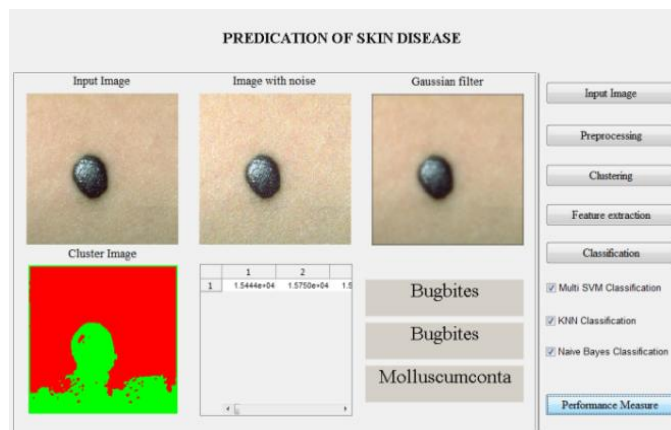 PREDICATION OF SKIN DISEASE
Input Image
Image with noise
Gaussian filter
Input Image
Preprocessing
Clustering
Feature extraction
Classification
Cluster Image
1 2
1 1.5444e+04 1.5750e+04 1.5
Bugbites
Bugbites
Molluscumconta
Multi SVM Classification
KNN Classification
Naive Bayes Classification
Performance Measure